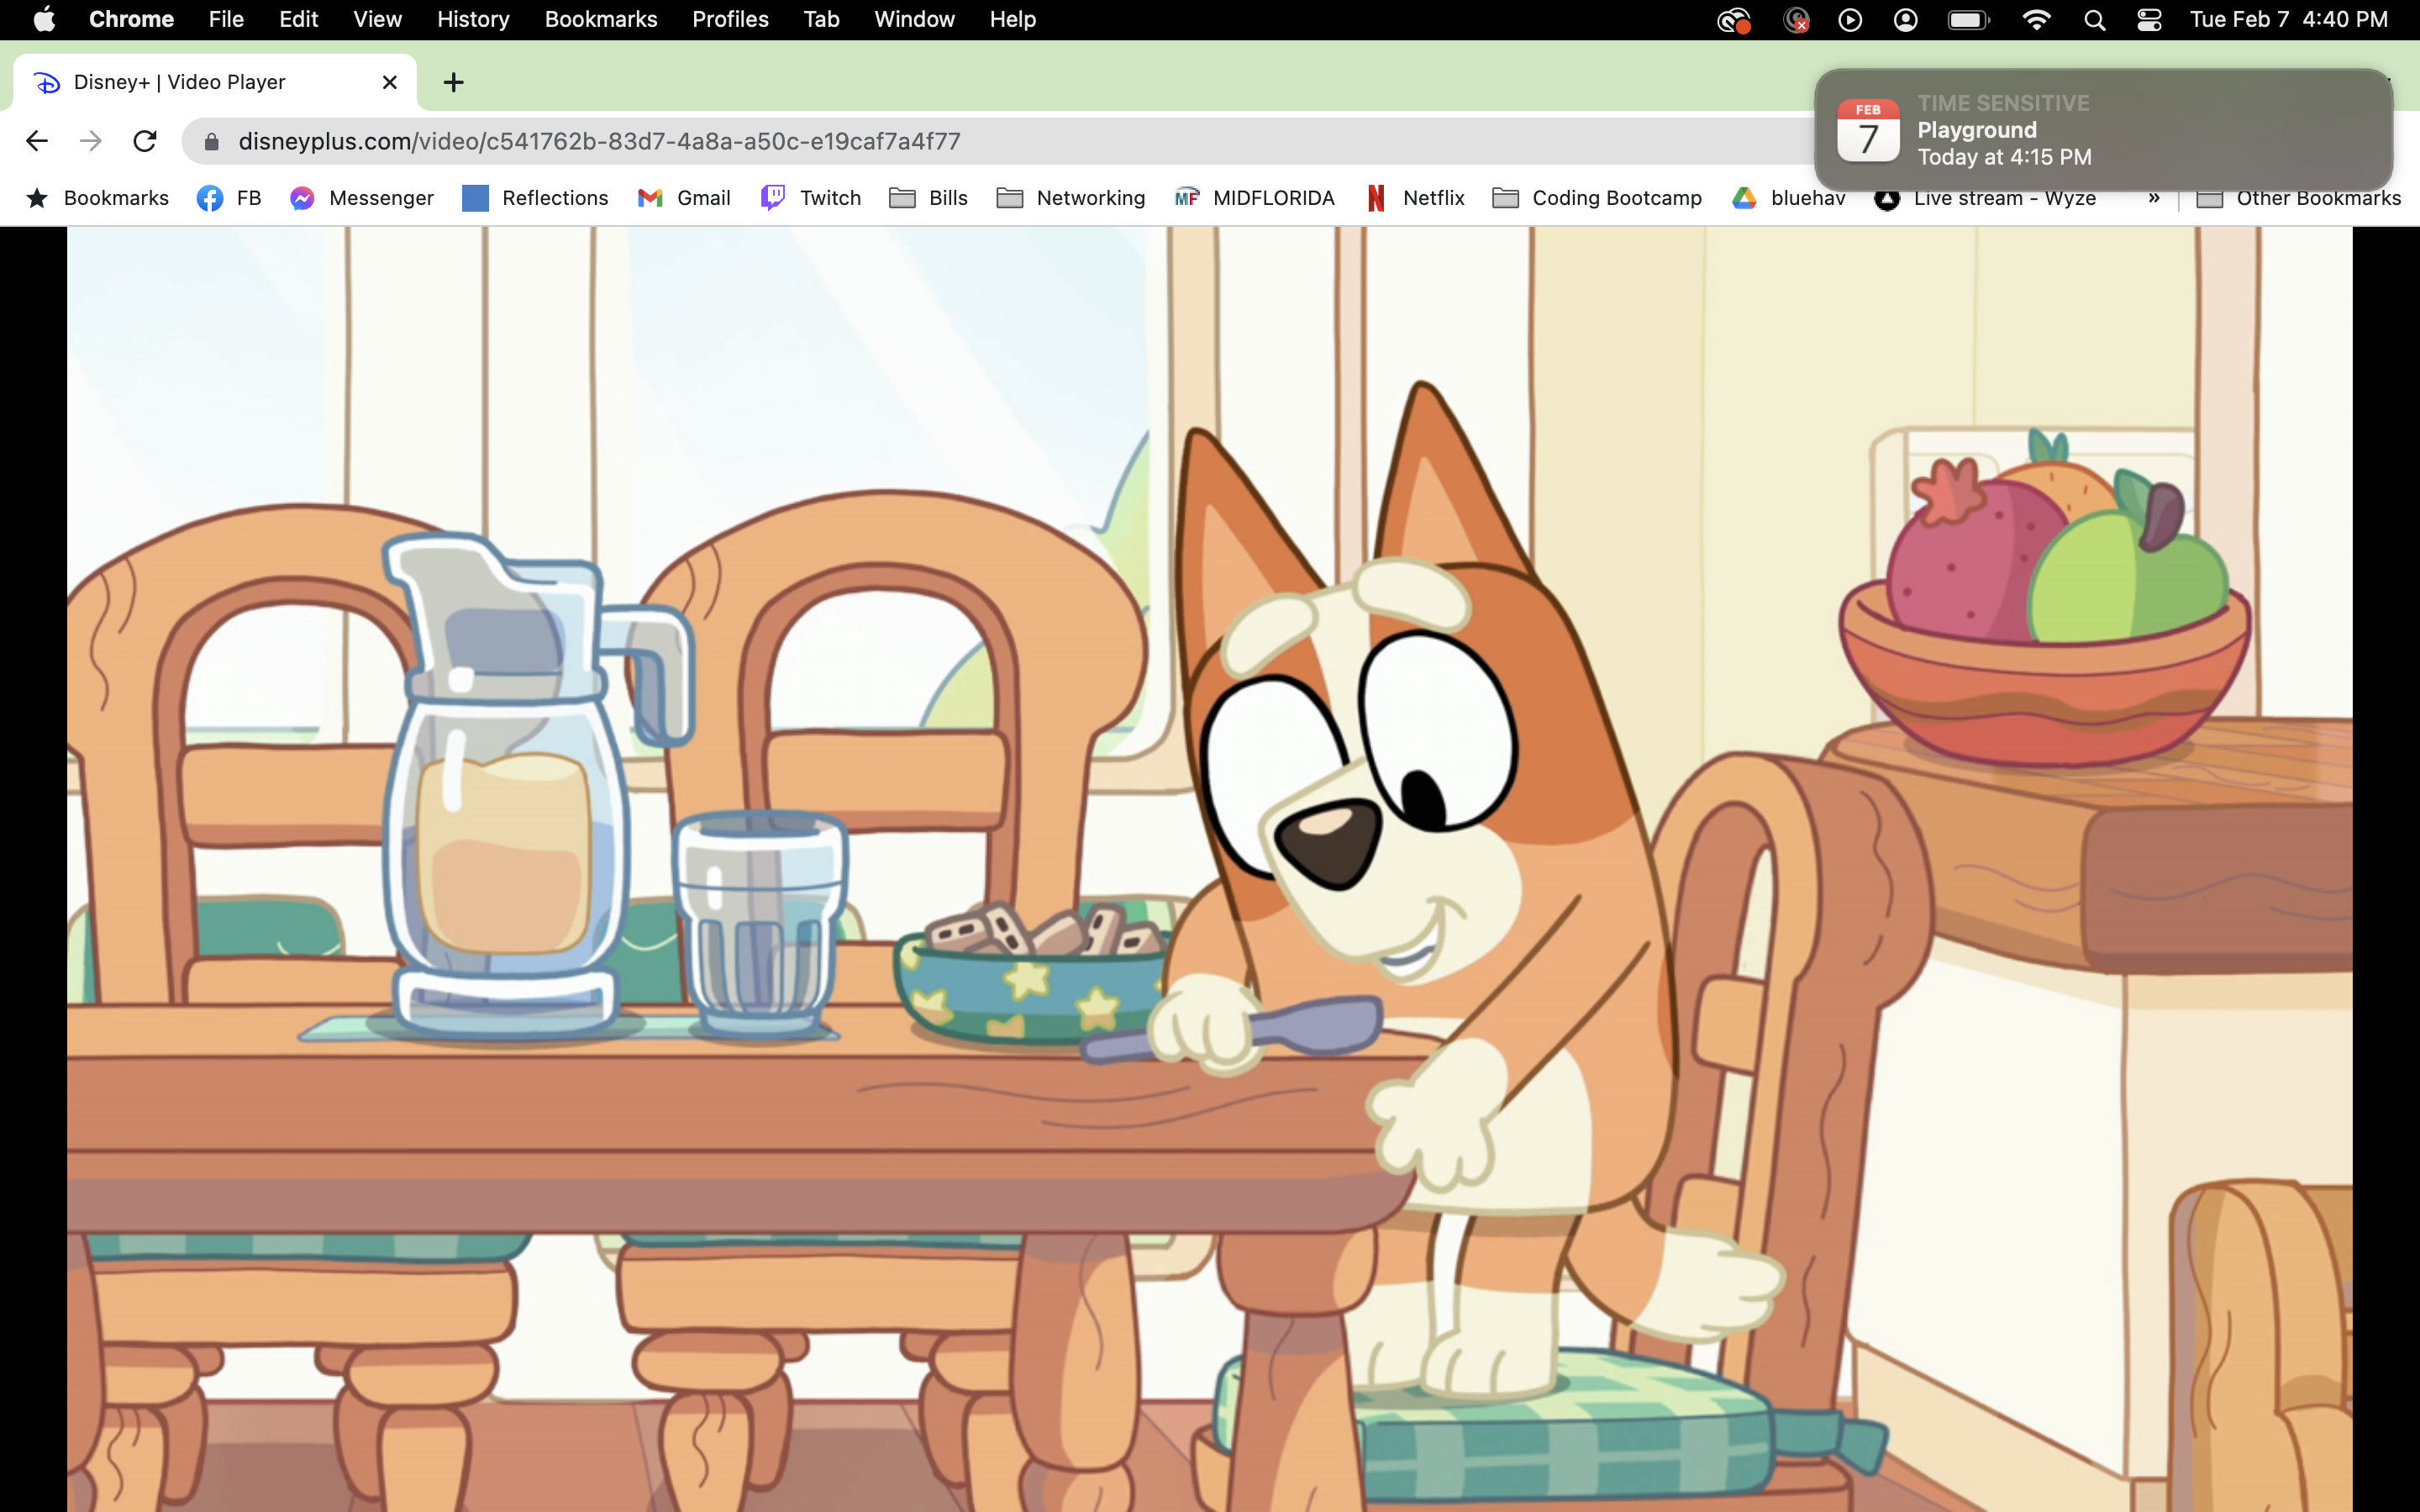 Chrome File Edit View History Bookmarks Profiles Tab Window Help Tue Feb 7 4:40 PM
Disney+ | Video Player
disneyplus.com/video/c541762b-83d7-4a8a-a50c-e19caf7a4f77
FEB
7
TIME SENSITIVE
Playground
Today at 4:15 PM
Bookmarks FB Messenger Reflections Gmail Twitch Bills Networking MF MIDFLORIDA N Netflix Coding Bootcamp bluehav Live stream - Wyze » Other Bookmarks